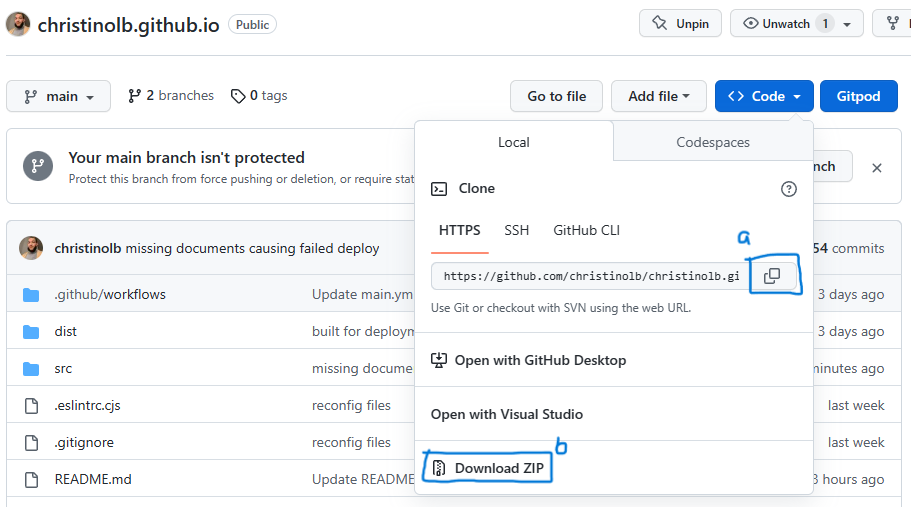 christinolb.github.io Public Unpin Unwatch 1
main 2 branches 0 tags Go to file Add file Code Gitpod
Your main branch isn't protected
Protect this branch from force pushing or deletion, or require
Local Codespaces
Clone
HTTPS SSH GitHub CLI
a
https://github.com/christinolb/christinolb.gi
Use Git or checkout with SVN using the web URL.
Open with GitHub Desktop
Open with Visual Studio
b
Download ZIP
christinolb missing documents causing failed deploy 54 commits
.github/workflows Update main.ym 3 days ago
dist built for deploym 3 days ago
src missing docume minutes ago
.eslintrc.cjs reconfig files last week
.gitignore reconfig files last week
README.md Update README 3 hours ago